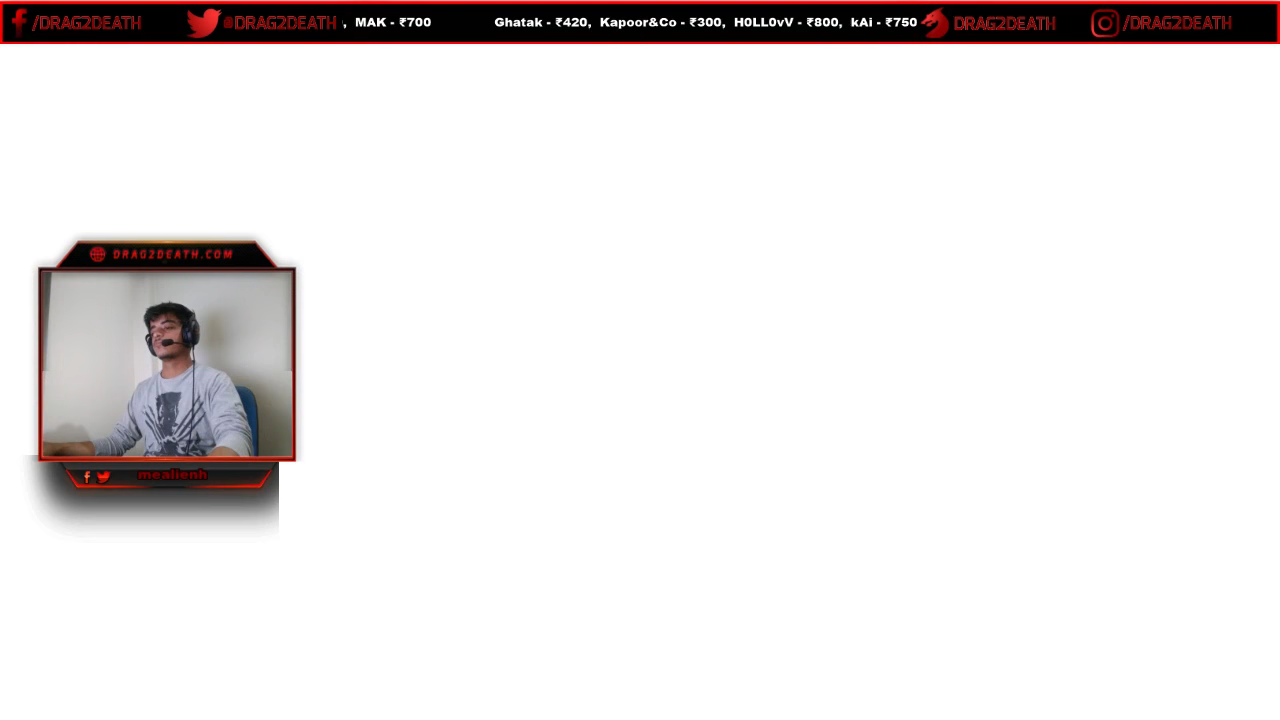 /DRAG2DEATH @DRAG2DEATH , MAK - ₹700 Ghatak - ₹420, Kapoor&Co - ₹300, H0LL0vV - ₹800, kAi - ₹750 DRAG2DEATH /DRAG2DEATH
DRAG2DEATH.COM
mealienh